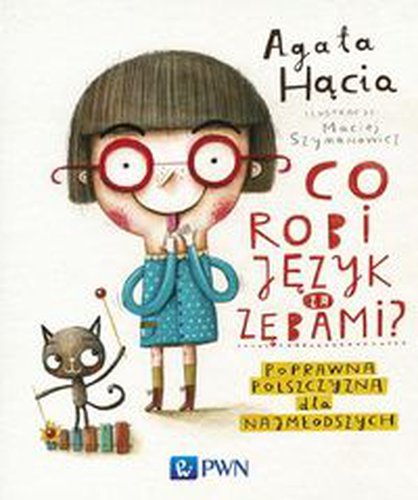 Agata
Hącia
ILUSTRACJE
Maciej
Szymanowicz
CO
ROBI
JĘZYK
ZA
ZĘBAMI?
POPRAWNA
POLSZCZYZNA
dla
NAJMŁODSZYCH
PWN